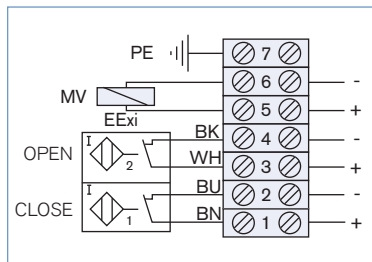 PE 7
6 -
MV 5 +
EExi
I BK 4 -
OPEN 2 WH 3 +
I BU 2 -
CLOSE 1 BN 1 +